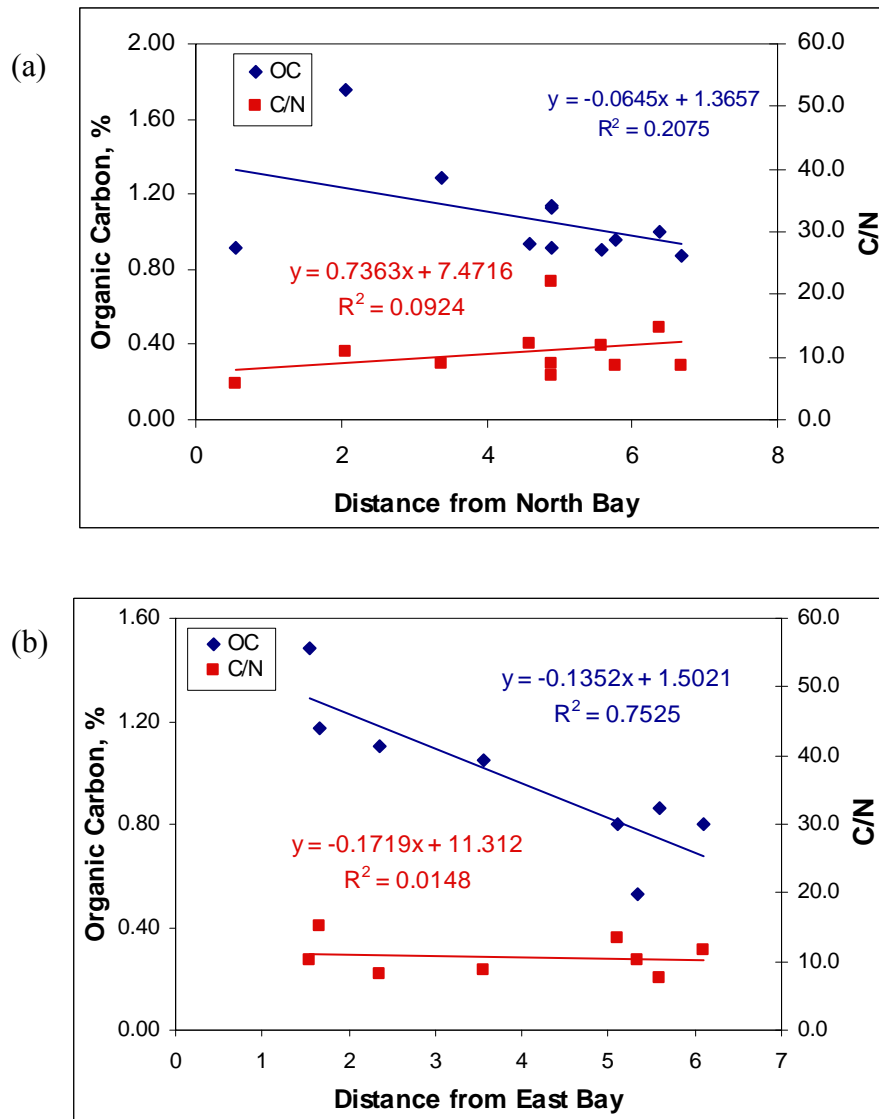 (a)
OC
C/N
y = -0.0645x + 1.3657
R² = 0.2075
y = 0.7363x + 7.4716
R² = 0.0924
2.00
1.60
1.20
0.80
0.40
0.00
60.0
50.0
40.0
30.0
20.0
10.0
0.0
0 2 4 6 8
Organic Carbon, %
C/N
Distance from North Bay
(b)
OC
C/N
y = -0.1352x + 1.5021
R² = 0.7525
y = -0.1719x + 11.312
R² = 0.0148
1.60
1.20
0.80
0.40
0.00
60.0
50.0
40.0
30.0
20.0
10.0
0.0
0 1 2 3 4 5 6 7
Organic Carbon, %
C/N
Distance from East Bay